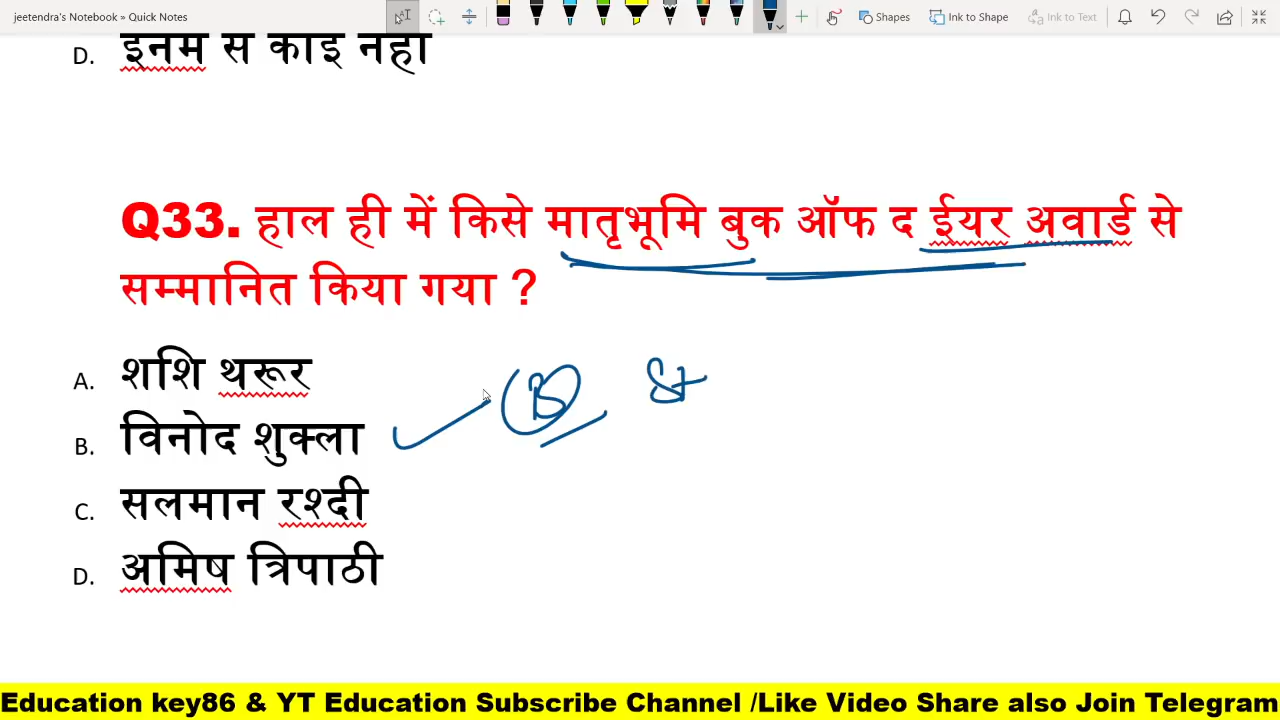 jeetendra's Notebook » Quick Notes
Shapes
Ink to Shape
Ink to Text
D. इनमे से कोई नहीं
Q33. हाल ही में किसे मातृभूमि बुक ऑफ द ईयर अवार्ड से
सम्मानित किया गया ?
A. शशि थरूर
B. विनोद शुक्ला
C. सलमान रश्दी
D. अमिष त्रिपाठी
B
Education key86 & YT Education Subscribe Channel /Like Video Share also Join Telegram